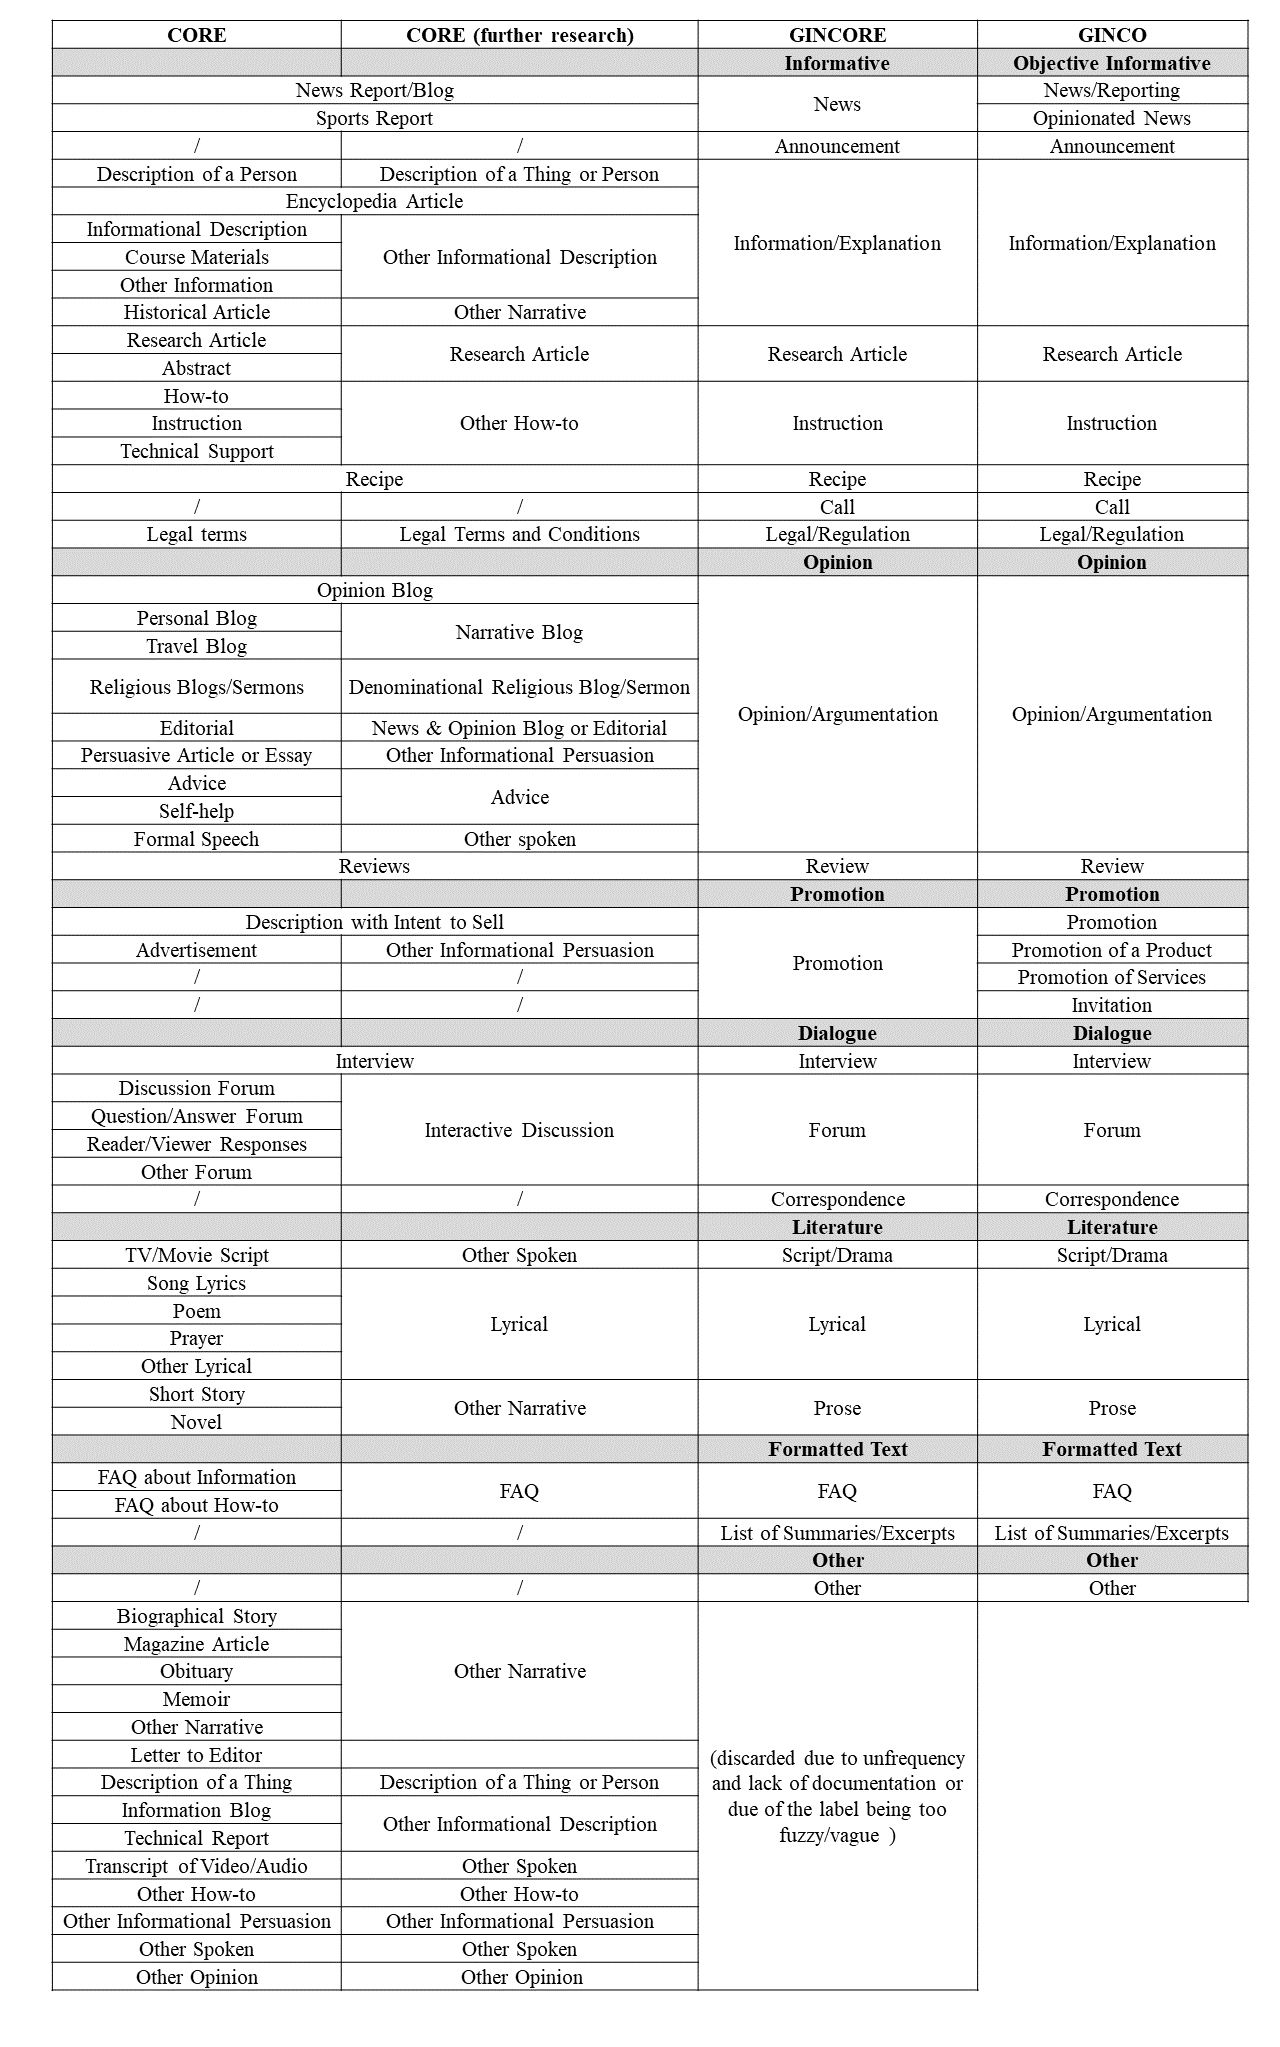 CORE CORE (further research) GINCORE GINCO
Informative Objective Informative
News Report/Blog News News/Reporting
Sports Report Opinionated News
/ / Announcement Announcement
Description of a Person Description of a Thing or Person Information/Explanation Information/Explanation
Encyclopedia Article
Informational Description Other Informational Description
Course Materials
Other Information
Historical Article Other Narrative
Research Article Research Article Research Article Research Article
Abstract
How-to Other How-to Instruction Instruction
Instruction
Technical Support
Recipe Recipe Recipe
/ / Call Call
Legal terms Legal Terms and Conditions Legal/Regulation Legal/Regulation
Opinion Opinion
Opinion Blog Opinion/Argumentation Opinion/Argumentation
Personal Blog Narrative Blog
Travel Blog
Religious Blogs/Sermons Denominational Religious Blog/Sermon
Editorial News & Opinion Blog or Editorial
Persuasive Article or Essay Other Informational Persuasion
Advice Advice
Self-help
Formal Speech Other spoken
Reviews Review Review
Promotion Promotion
Description with Intent to Sell Promotion Promotion
Advertisement Other Informational Persuasion Promotion of a Product
/ / Promotion of Services
/ / Invitation
Dialogue Dialogue
Interview Interview Interview
Discussion Forum Interactive Discussion Forum Forum
Question/Answer Forum
Reader/Viewer Responses
Other Forum
/ / Correspondence Correspondence
Literature Literature
TV/Movie Script Other Spoken Script/Drama Script/Drama
Song Lyrics Lyrical Lyrical Lyrical
Poem
Prayer
Other Lyrical
Short Story Other Narrative Prose Prose
Novel
Formatted Text Formatted Text
FAQ about Information FAQ FAQ FAQ
FAQ about How-to
/ / List of Summaries/Excerpts List of Summaries/Excerpts
Other Other
/ / Other Other
Biographical Story Other Narrative
Magazine Article
Obituary
Memoir
Other Narrative
Letter to Editor
Description of a Thing Description of a Thing or Person
Information Blog Other Informational Description
Technical Report
Transcript of Video/Audio Other Spoken
Other How-to Other How-to
Other Informational Persuasion Other Informational Persuasion
Other Spoken Other Spoken
Other Opinion Other Opinion
(discarded due to unfrequency
and lack of documentation or
due of the label being too
fuzzy/vague )